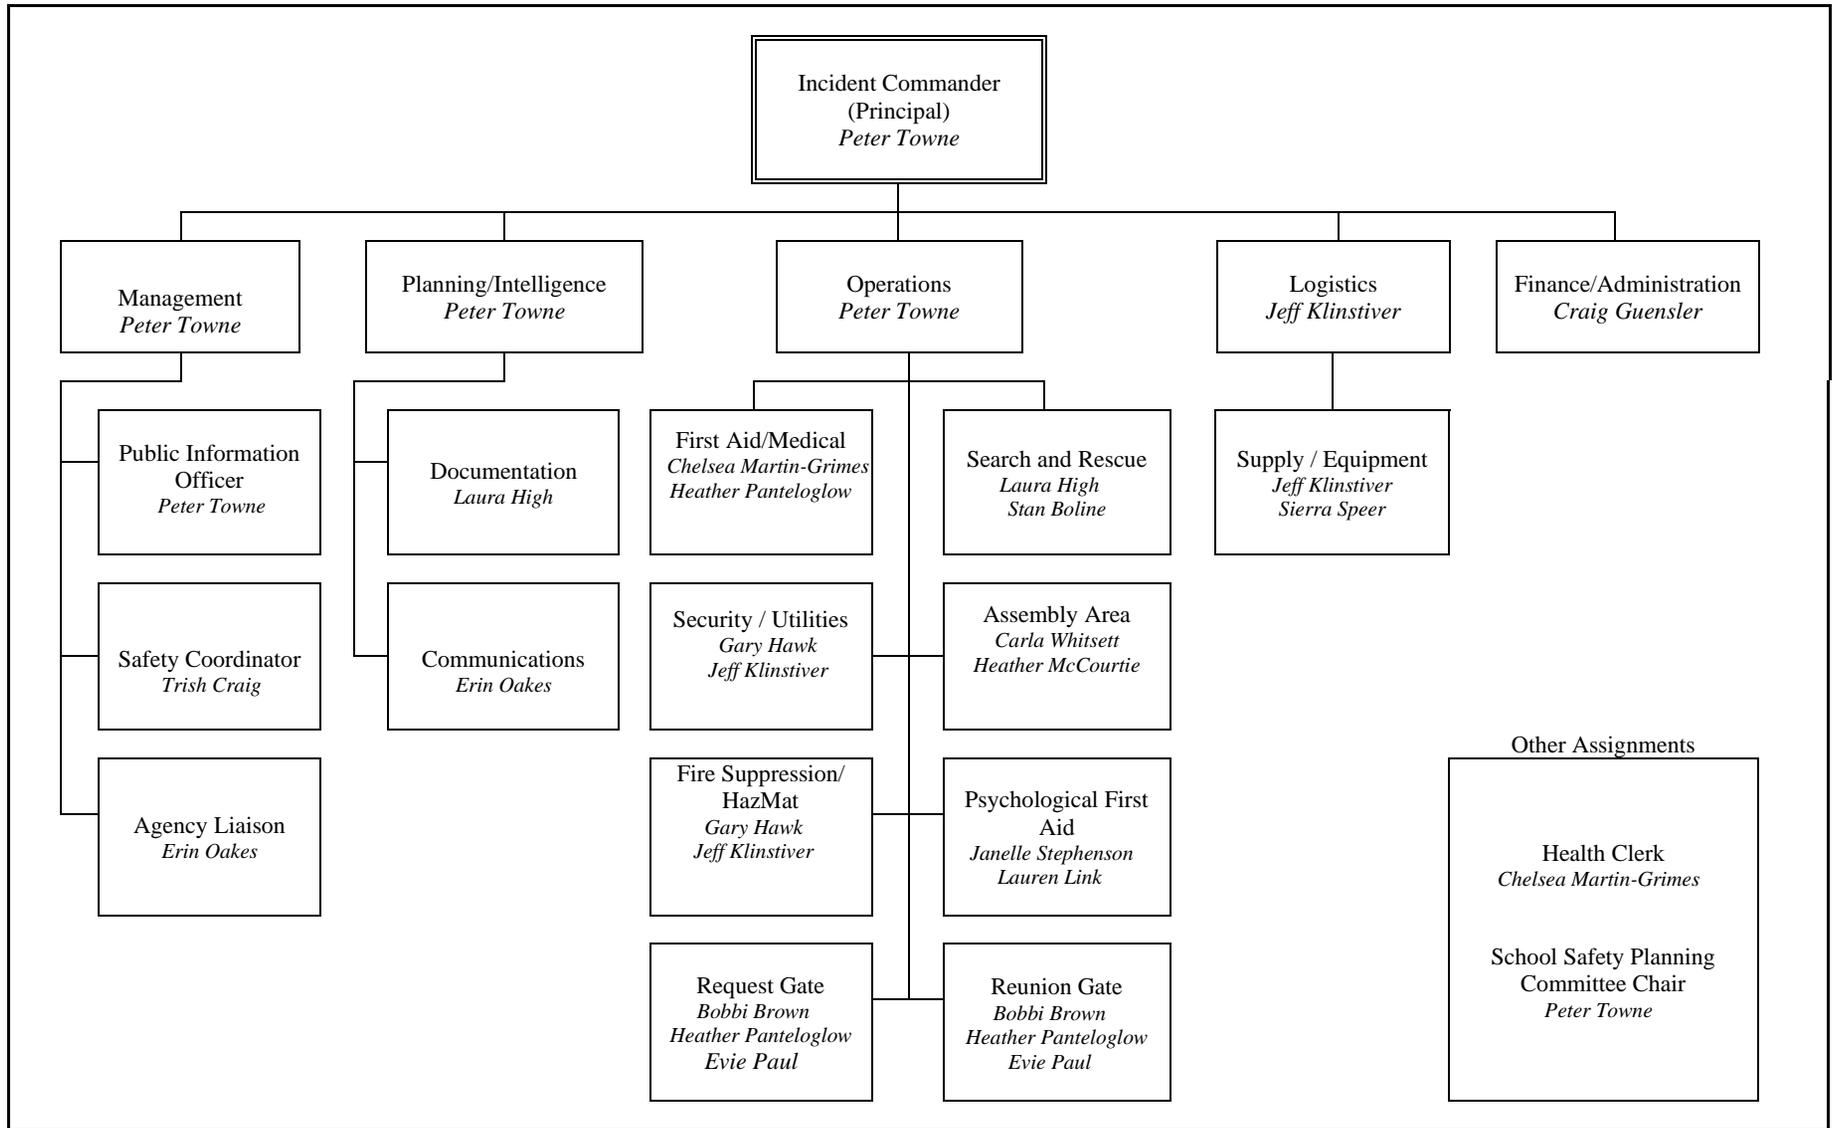 Incident Commander
(Principal)
Peter Towne
Management
Peter Towne
Planning/Intelligence
Peter Towne
Operations
Peter Towne
Logistics
Jeff Klinstiver
Finance/Administration
Craig Guensler
Public Information
Officer
Peter Towne
Documentation
Laura High
First Aid/Medical
Chelsea Martin-Grimes
Heather Panteloglow
Search and Rescue
Laura High
Stan Boline
Supply / Equipment
Jeff Klinstiver
Sierra Speer
Safety Coordinator
Trish Craig
Communications
Erin Oakes
Security / Utilities
Gary Hawk
Jeff Klinstiver
Assembly Area
Carla Whitsett
Heather McCourtie
Agency Liaison
Erin Oakes
Fire Suppression/
HazMat
Gary Hawk
Jeff Klinstiver
Psychological First
Aid
Janelle Stephenson
Lauren Link
Request Gate
Bobbi Brown
Heather Panteloglow
Evie Paul
Reunion Gate
Bobbi Brown
Heather Panteloglow
Evie Paul
Other Assignments
Health Clerk
Chelsea Martin-Grimes
School Safety Planning
Committee Chair
Peter Towne